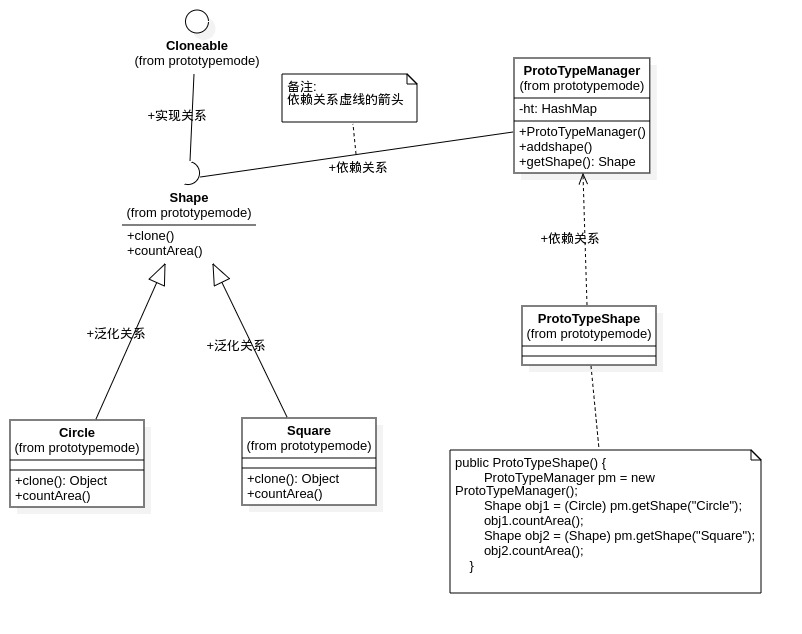 Cloneable
(from prototypemode)
+实现关系
备注:
依赖关系虚线的箭头
+依赖关系
ProtoTypeManager
(from prototypemode)
-ht: HashMap
+ProtoTypeManager()
+addshape()
+getShape(): Shape
Shape
(from prototypemode)
+clone()
+countArea()
+依赖关系
+泛化关系
+泛化关系
ProtoTypeShape
(from prototypemode)
Circle
(from prototypemode)
+clone(): Object
+countArea()
Square
(from prototypemode)
+clone(): Object
+countArea()
public ProtoTypeShape() {
ProtoTypeManager pm = new
ProtoTypeManager();
Shape obj1 = (Circle) pm.getShape("Circle");
obj1.countArea();
Shape obj2 = (Shape) pm.getShape("Square");
obj2.countArea();
}